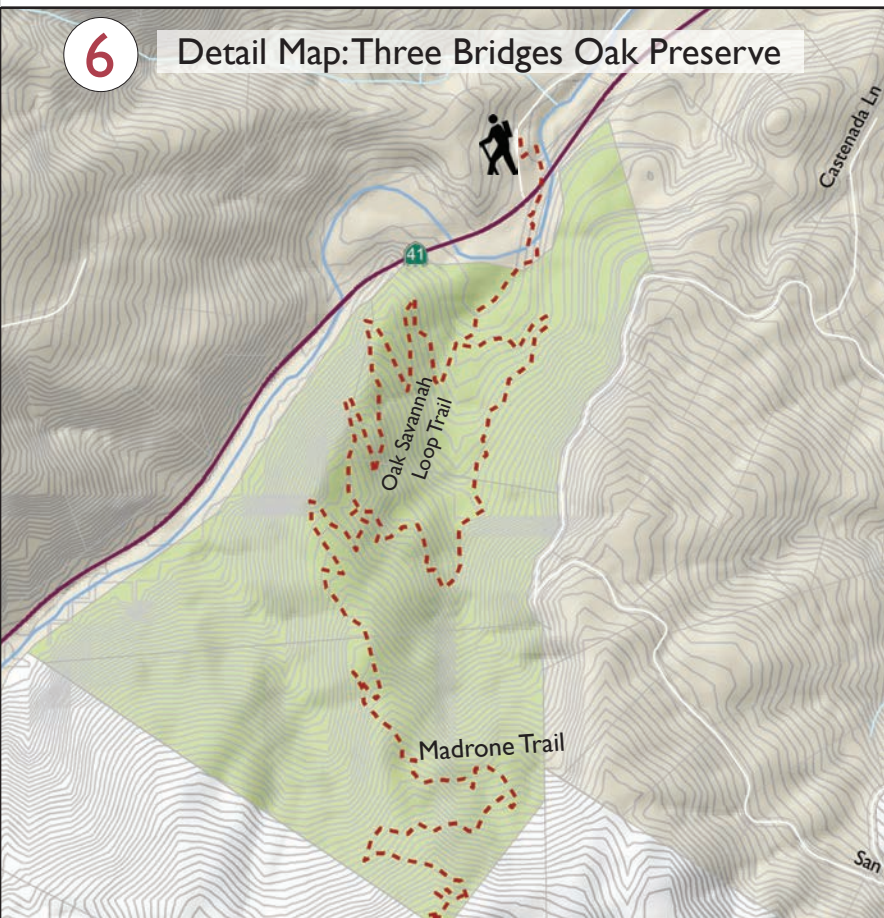 6
Detail Map: Three Bridges Oak Preserve
Castenada Ln
41
Oak Savannah
Loop Trail
Madrone Trail
San